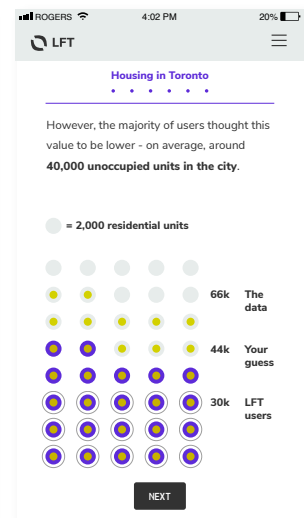 ROGERS 4:02 PM 20%
LFT
Housing in Toronto
However, the majority of users thought this
value to be lower - on average, around
40,000 unoccupied units in the city.
= 2,000 residential units
66k The
data
44k Your
guess
30k LFT
users
NEXT